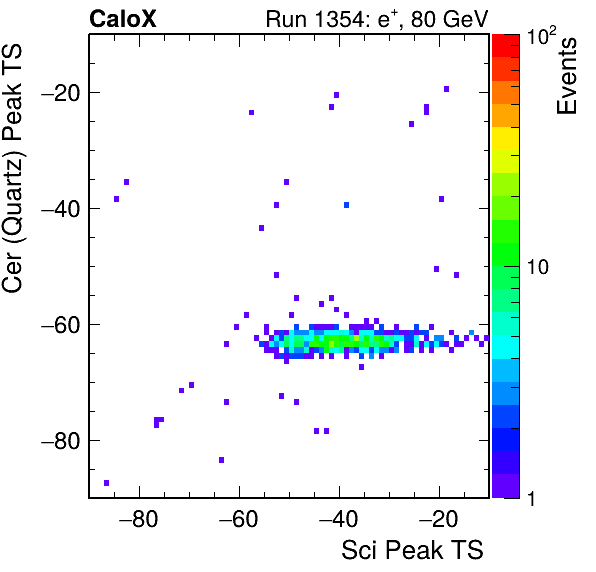 CaloX Run 1354: e⁺, 80 GeV
Cer (Quartz) Peak TS
−20
−40
−60
−80
−80 −60 −40 −20
Sci Peak TS
10²
10
1
Events